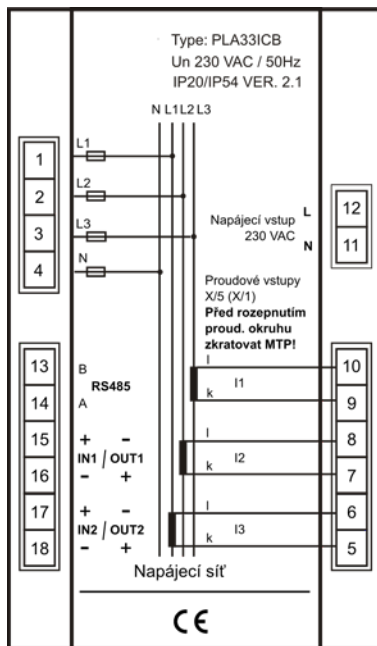 Type: PLA33ICB
Un 230 VAC / 50Hz
IP20/IP54 VER. 2.1
N L1 L2 L3
1 L1
2 L2
3 L3
4 N
Napájecí vstup L 12
230 VAC N 11
Proudové vstupy
X/5 (X/1)
Před rozepnutím
proud. okruhu
zkratovat MTP!
13 B
RS485
14 A
15 + -
IN1 / OUT1
16 - +
17 + -
IN2 / OUT2
18 - +
l 10
I1
k 9
l 8
I2
k 7
l 6
I3
k 5
Napájecí síť
CE